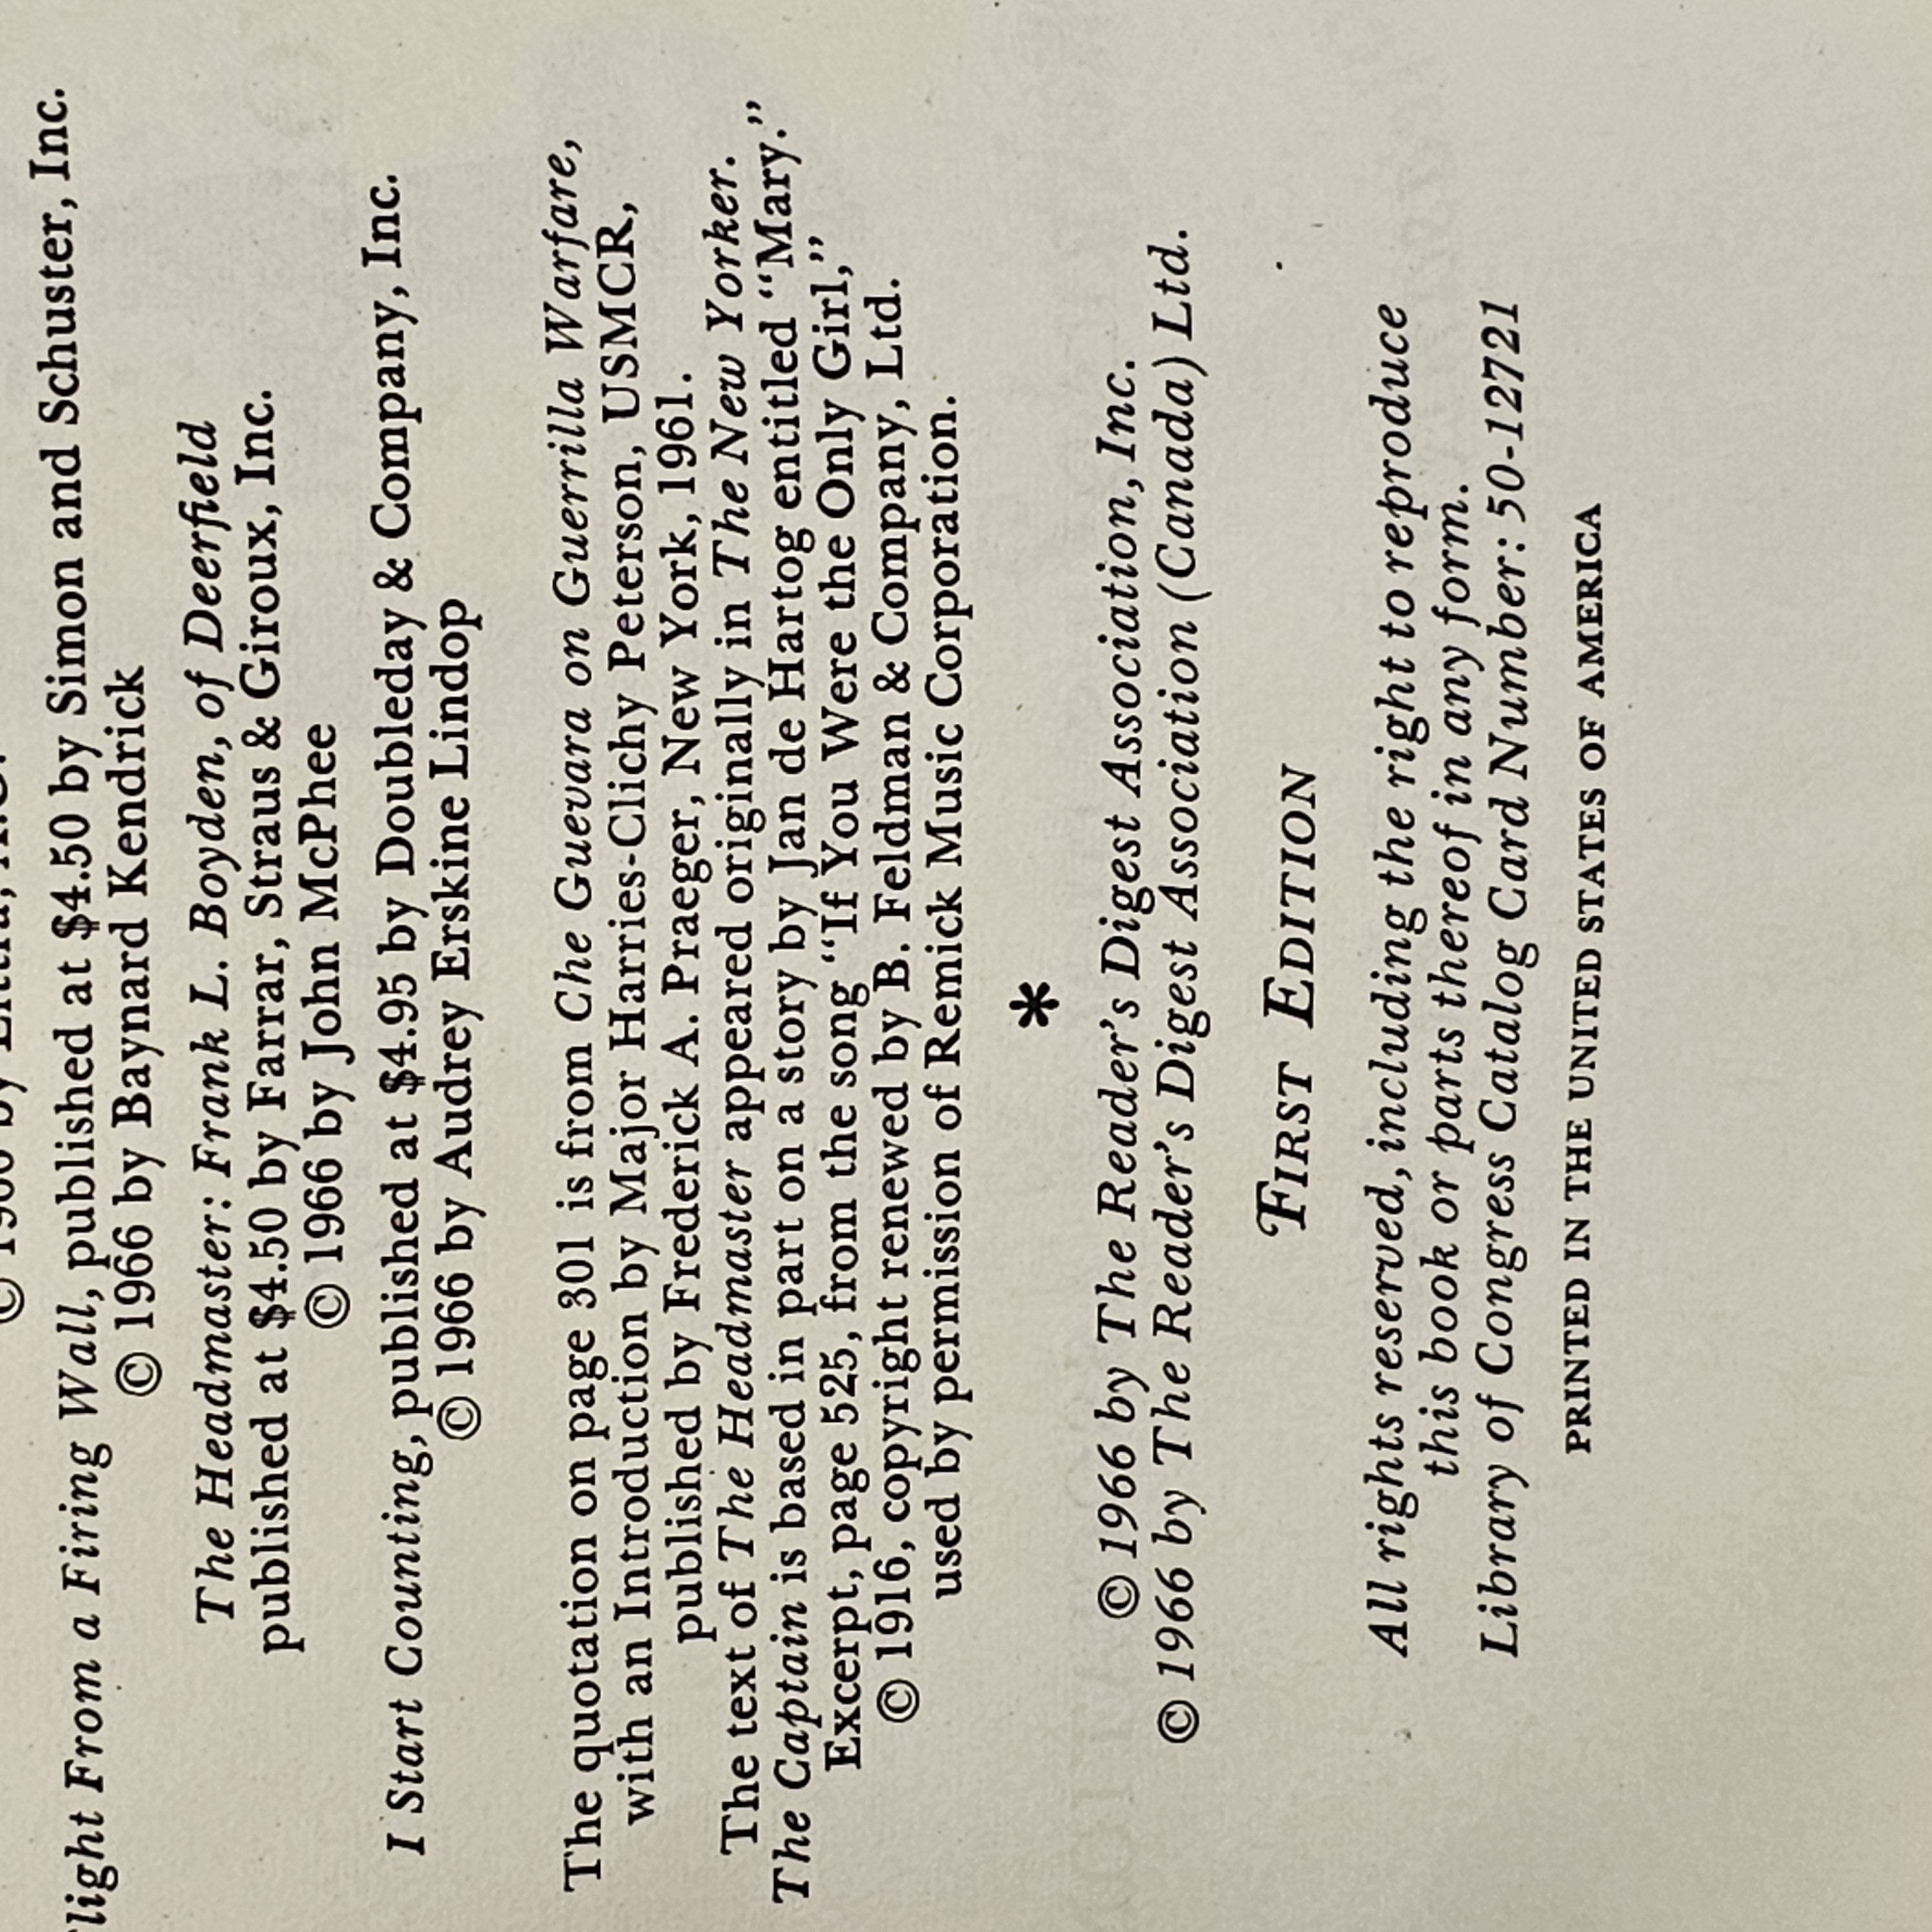 © 1966 by
light From a Firing Wall, published at $4.50 by Simon and Schuster, Inc.
© 1966 by Baynard Kendrick
The Headmaster: Frank L. Boyden, of Deerfield
published at $4.50 by Farrar, Straus & Giroux, Inc.
© 1966 by John McPhee
I Start Counting, published at $4.95 by Doubleday & Company, Inc.
© 1966 by Audrey Erskine Lindop
The quotation on page 301 is from Che Guevara on Guerrilla Warfare,
with an Introduction by Major Harries-Clichy Peterson, USMCR,
published by Frederick A. Praeger, New York, 1961.
The text of The Headmaster appeared originally in The New Yorker.
The Captain is based in part on a story by Jan de Hartog entitled “Mary.”
Excerpt, page 525, from the song “If You Were the Only Girl,”
© 1916, copyright renewed by B. Feldman & Company, Ltd.
used by permission of Remick Music Corporation.
*
© 1966 by The Reader’s Digest Association, Inc.
© 1966 by The Reader’s Digest Association (Canada) Ltd.
First Edition
All rights reserved, including the right to reproduce
this book or parts thereof in any form.
Library of Congress Catalog Card Number: 50-12721
PRINTED IN THE UNITED STATES OF AMERICA